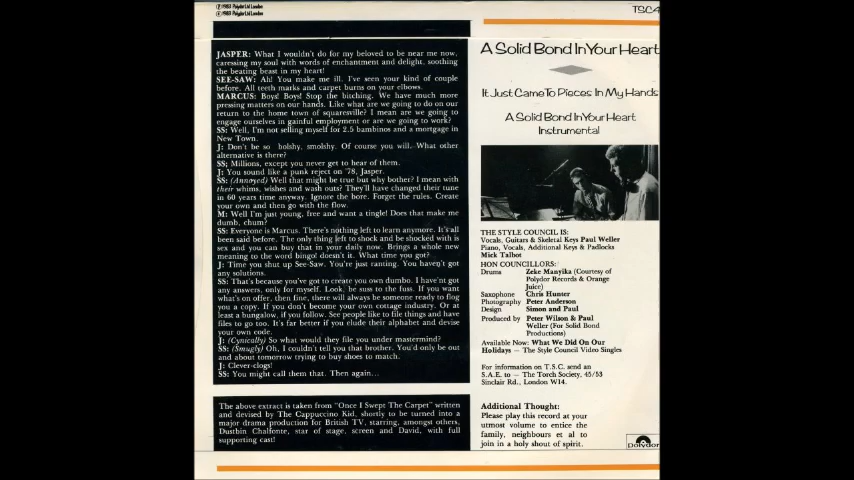 ℗ 1983 Polydor Ltd London
© 1983 Polydor Ltd London
TSC4
JASPER: What I wouldn't do for my beloved to be near me now,
caressing my soul with words of enchantment and delight, soothing
the beating beast in my heart!
SEE-SAW: Ah! You make me ill. I've seen your kind of couple
before. All teeth marks and carpet burns on your elbows.
MARCUS: Boys! Boys! Stop the bitching. We have much more
pressing matters on our hands. Like what are we going to do on our
return to the home town of squaresville? I mean are we going to
engage ourselves in gainful employment or are we going to work?
SS: Well, I'm not selling myself for 2.5 bambinos and a mortgage in
New Town.
J: Don't be so bolshy, smolshy. Of course you will. What other
alternative is there?
SS; Millions, except you never get to hear of them.
J: You sound like a punk reject on '78, Jasper.
SS: (Annoyed) Well that might be true but why bother? I mean with
their whims, wishes and wash outs? They'll have changed their tune
in 60 years time anyway. Ignore the bore. Forget the rules. Create
your own and then go with the flow.
M: Well I'm just young, free and want a tingle! Does that make me
dumb, chum?
SS: Everyone is Marcus. There's nothing left to learn anymore. It's all
been said before. The only thing left to shock and be shocked with is
sex and you can buy that in your daily now. Brings a whole new
meaning to the word bingo! doesn't it. What time you got?
J: Time you shut up See-Saw. You're just ranting. You haven't got
any solutions.
SS: That's because you've got to create you own dumbo. I have'nt got
any answers, only for myself. Look, be suss to the fuss. If you want
what's on offer, then fine, there will always be someone ready to flog
you a copy. If you don't become your own cottage industry. Or at
least a bungalow, if you follow. See people like to file things and have
files to go too. It's far better if you elude their alphabet and devise
your own code.
J: (Cynically) So what would they file you under mastermind?
SS: (Smugly) Oh, I couldn't tell you that brother. You'd only be out
and about tomorrow trying to buy shoes to match.
J: Clever-clogs!
SS: You might call them that. Then again...
The above extract is taken from "Once I Swept The Carpet" written
and devised by The Cappuccino Kid, shortly to be turned into a
major drama production for British TV, starring, amongst others,
Dustbin Chalfonte, star of stage, screen and David, with full
supporting cast!
A Solid Bond In Your Heart
It Just Came To Pieces In My Hands
A Solid Bond In Your Heart
Instrumental
THE STYLE COUNCIL IS:
Vocals, Guitars & Skeletal Keys Paul Weller
Piano, Vocals, Additional Keys & Padlocks
Mick Talbot
HON COUNCILLORS:
Drums Zeke Manyika (Courtesy of
Polydor Records & Orange
Juice)
Saxophone Chris Hunter
Photography Peter Anderson
Design Simon and Paul
Produced by Peter Wilson & Paul
Weller (For Solid Bond
Productions)
Available Now: What We Did On Our
Holidays — The Style Council Video Singles
For information on T.S.C. send an
S.A.E. to — The Torch Society, 45/53
Sinclair Rd., London W14.
Additional Thought:
Please play this record at your
utmost volume to entice the
family, neighbours et al to
join in a holy shout of spirit.
Polydor